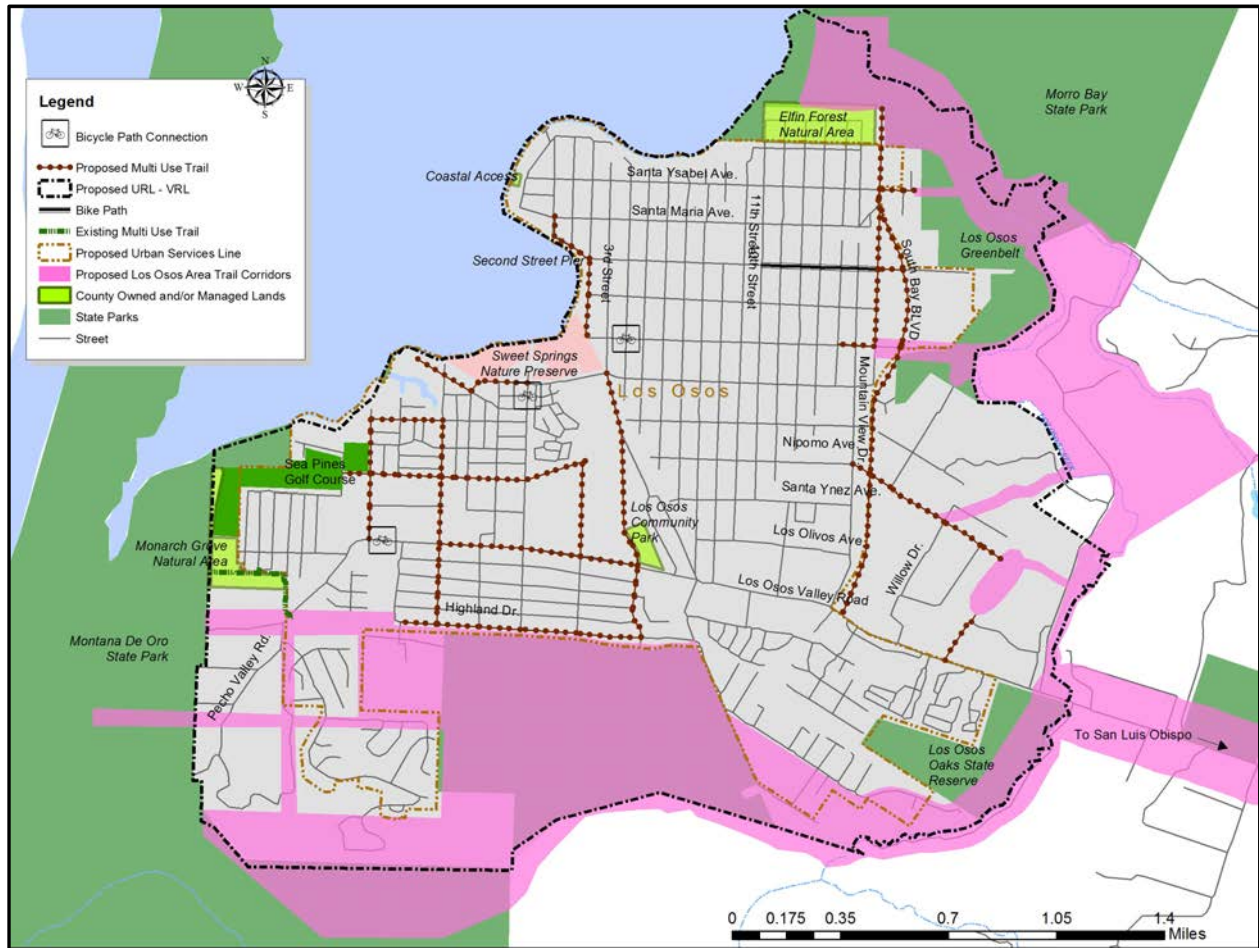 N
W
E
S
Legend
Bicycle Path Connection
Proposed Multi Use Trail
Proposed URL - VRL
Bike Path
Existing Multi Use Trail
Proposed Urban Services Line
Proposed Los Osos Area Trail Corridors
County Owned and/or Managed Lands
State Parks
Street
Morro Bay
State Park
Elfin Forest
Natural Area
Coastal Access
Santa Ysabel Ave.
Santa Maria Ave.
11th Street
South Bay BLVD
Los Osos
Greenbelt
Second Street Pier
3rd Street
Sweet Springs
Nature Preserve
Los Osos
Mountain View Dr.
Nipomo Ave.
Sea Pines
Golf Course
Santa Ynez Ave.
Los Osos
Community
Park
Los Olivos Ave.
Monarch Grove
Natural Area
Willow Dr.
Los Osos Valley Road
Highland Dr.
Montana De Oro
State Park
Pecho Valley Rd.
To San Luis Obispo
Los Osos
Oaks State
Reserve
0 0.175 0.35 0.7 1.05 1.4
Miles